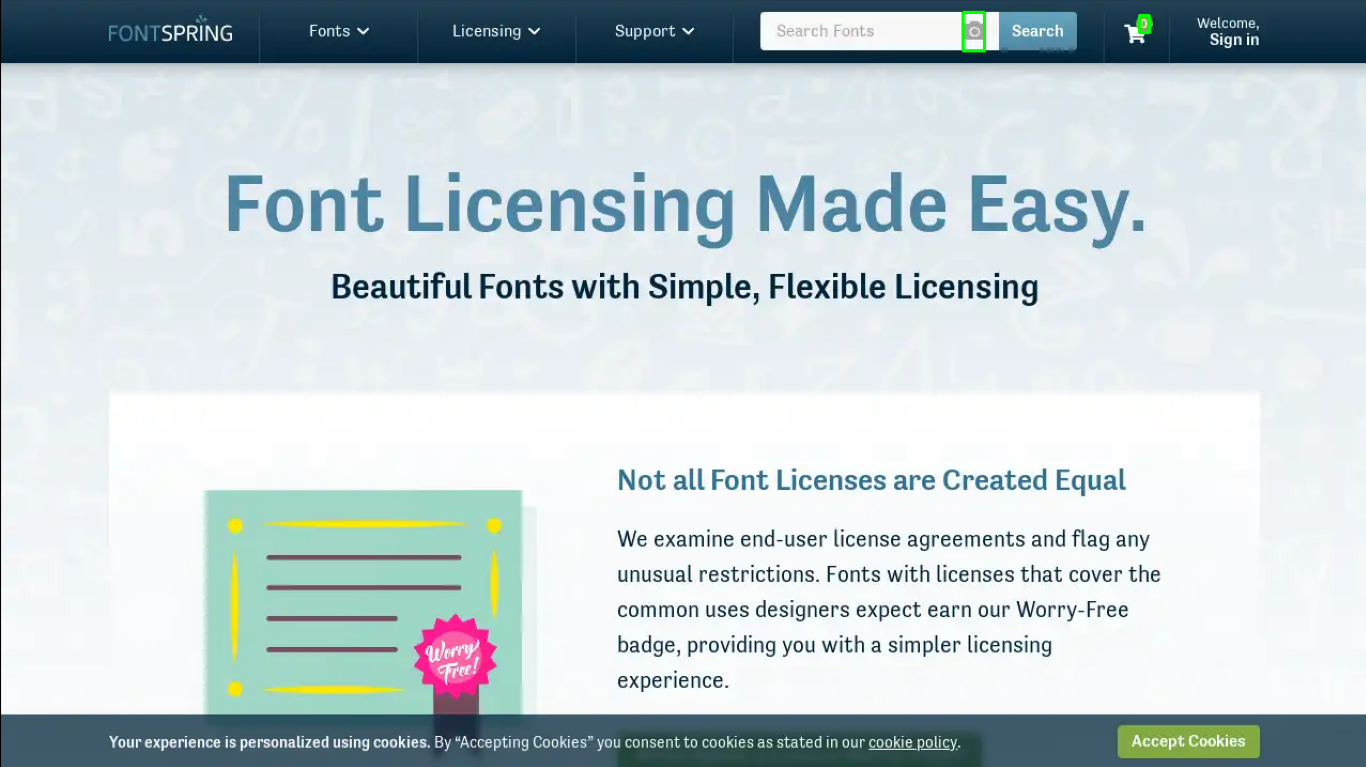 FONTSPRING
Fonts
Licensing
Support
Search Fonts
Search
0
Welcome,
Sign in
Font Licensing Made Easy.
Beautiful Fonts with Simple, Flexible Licensing
Not all Font Licenses are Created Equal
We examine end-user license agreements and flag any
unusual restrictions. Fonts with licenses that cover the
common uses designers expect earn our Worry-Free
badge, providing you with a simpler licensing
experience.
Worry
Free!
Your experience is personalized using cookies. By “Accepting Cookies” you consent to cookies as stated in our cookie policy.
Accept Cookies